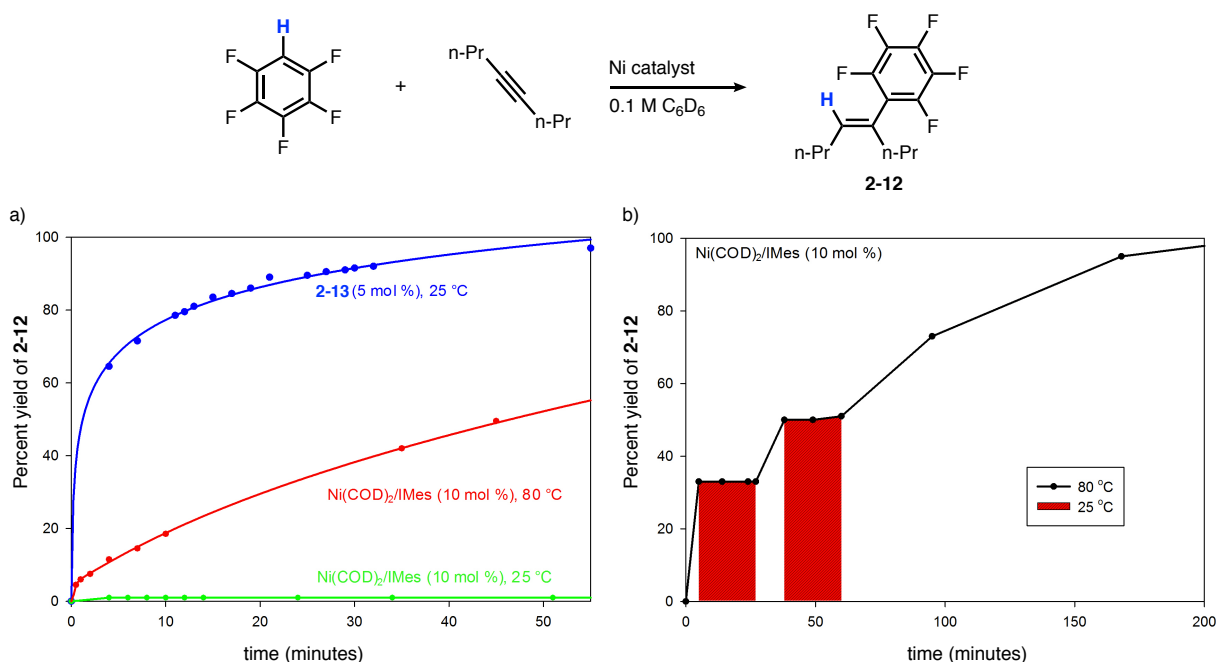 H
F F
F F
F
+
n-Pr
n-Pr
Ni catalyst
0.1 M C6D6
F
F F
H F
F
n-Pr n-Pr
2-12
a)
Percent yield of 2-12
100
80
60
40
20
0
2-13 (5 mol %), 25 °C
Ni(COD)2/IMes (10 mol %), 80 °C
Ni(COD)2/IMes (10 mol %), 25 °C
0 10 20 30 40 50
time (minutes)
b)
Percent yield of 2-12
100
80
60
40
20
0
Ni(COD)2/IMes (10 mol %)
80 °C
25 °C
0 50 100 150 200
time (minutes)